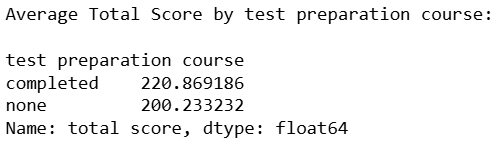 Average Total Score by test preparation course:

test preparation course
completed    220.869186
none         200.233232
Name: total score, dtype: float64